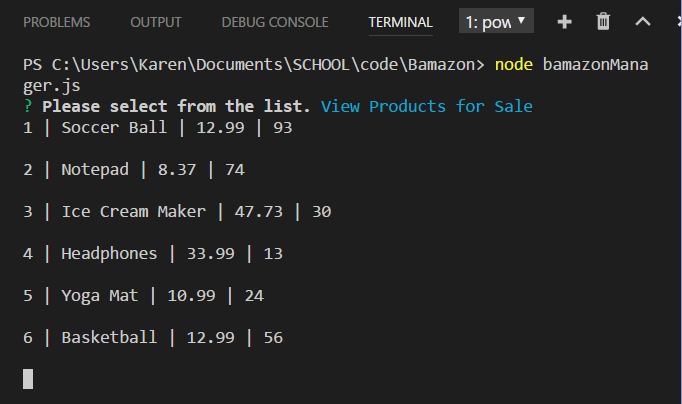 PROBLEMS OUTPUT DEBUG CONSOLE TERMINAL 1: pow
PS C:\Users\Karen\Documents\SCHOOL\code\Bamazon> node bamazonMana
ger.js
? Please select from the list. View Products for Sale
1 | Soccer Ball | 12.99 | 93
2 | Notepad | 8.37 | 74
3 | Ice Cream Maker | 47.73 | 30
4 | Headphones | 33.99 | 13
5 | Yoga Mat | 10.99 | 24
6 | Basketball | 12.99 | 56